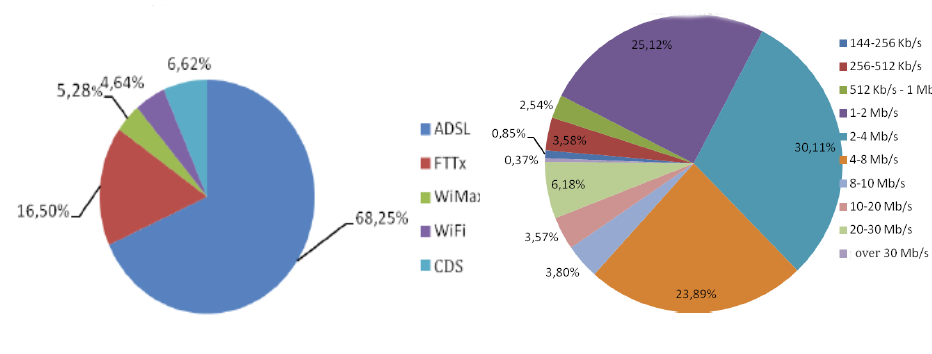 6,62%
4,64%
5,28%
16,50%
68,25%
ADSL
FTTx
WiMax
WiFi
CDS
25,12%
2,54%
3,58%
0,85%
0,37%
6,18%
3,57%
3,80%
23,89%
30,11%
144-256 Kb/s
256-512 Kb/s
512 Kb/s - 1 Mb
1-2 Mb/s
2-4 Mb/s
4-8 Mb/s
8-10 Mb/s
10-20 Mb/s
20-30 Mb/s
over 30 Mb/s